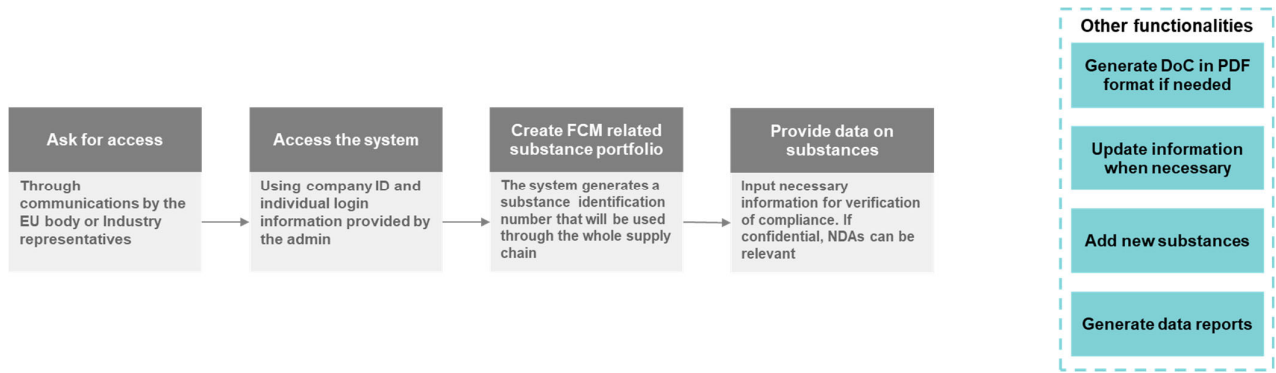 Ask for access
Through
communications by the
EU body or Industry
representatives
Access the system
Using company ID and
individual login
information provided by
the admin
Create FCM related
substance portfolio
The system generates a
substance identification
number that will be used
through the whole supply
chain
Provide data on
substances
Input necessary
information for verification
of compliance. If
confidential, NDAs can be
relevant
Other functionalities
Generate DoC in PDF
format if needed
Update information
when necessary
Add new substances
Generate data reports